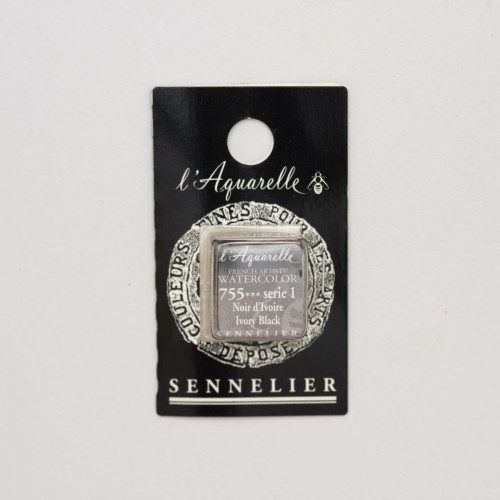 l'Aquarelle
COULEURS FINES POUR LES ARTS
DÉPOSÉ
l'Aquarelle
FRENCH ARTISTS'
WATERCOLOR
755+++ serie 1
Noir d'Ivoire
Ivory Black
SENNELIER
SENNELIER